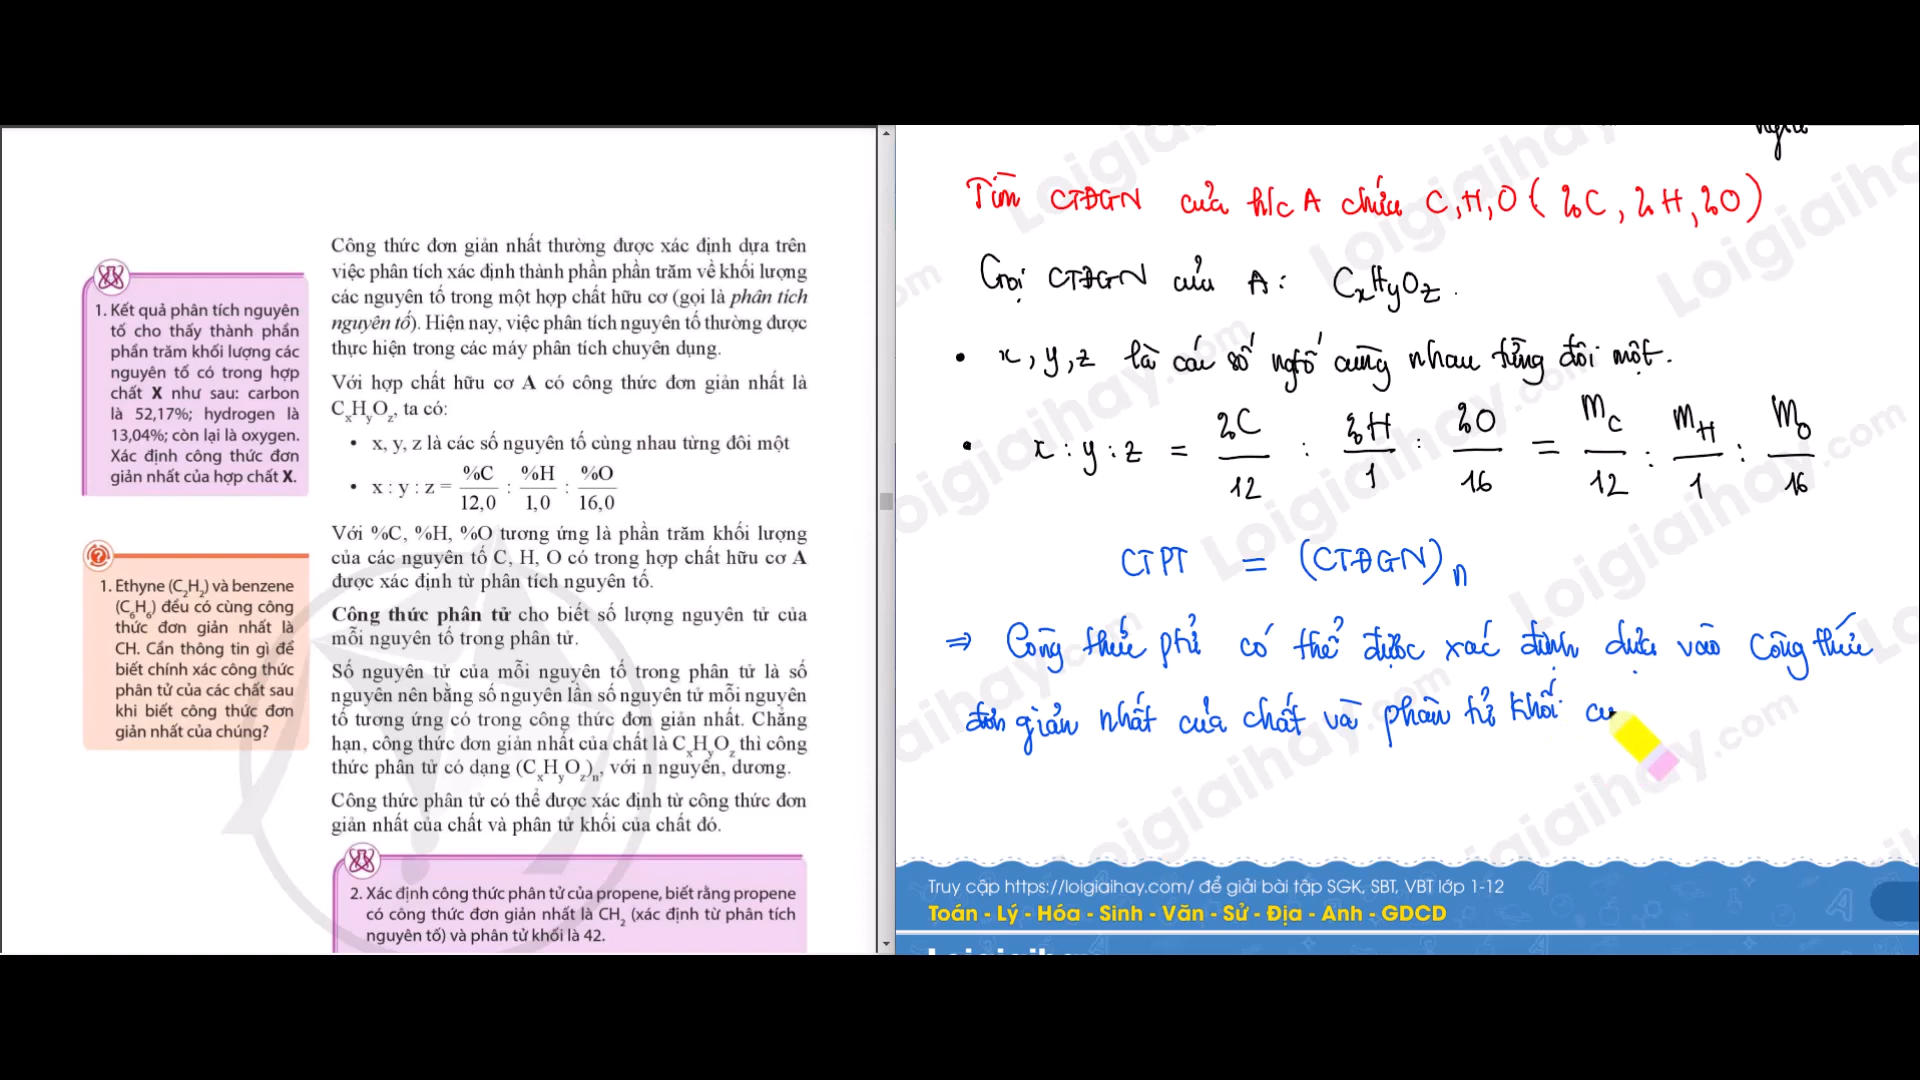 Công thức đơn giản nhất thường được xác định dựa trên
việc phân tích xác định thành phần phần trăm về khối lượng
các nguyên tố trong một hợp chất hữu cơ (gọi là phân tích
nguyên tố). Hiện nay, việc phân tích nguyên tố thường được
thực hiện trong các máy phân tích chuyên dụng.
Với hợp chất hữu cơ A có công thức đơn giản nhất là
CxHyOz, ta có:
• x, y, z là các số nguyên tố cùng nhau từng đôi một
• x : y : z = %C/12,0 : %H/1,0 : %O/16,0
Với %C, %H, %O tương ứng là phần trăm khối lượng
của các nguyên tố C, H, O có trong hợp chất hữu cơ A
được xác định từ phân tích nguyên tố.
Công thức phân tử cho biết số lượng nguyên tử của
mỗi nguyên tố trong phân tử.
Số nguyên tử của mỗi nguyên tố trong phân tử là số
nguyên nên bằng số nguyên lần số nguyên tử mỗi nguyên
tố tương ứng có trong công thức đơn giản nhất. Chẳng
hạn, công thức đơn giản nhất của chất là CxHyOz thì công
thức phân tử có dạng (CxHyOz)n, với n nguyên, dương.
Công thức phân tử có thể được xác định từ công thức đơn
giản nhất của chất và phân tử khối của chất đó.
1. Kết quả phân tích nguyên
tố cho thấy thành phần
phần trăm khối lượng các
nguyên tố có trong hợp
chất X như sau: carbon
là 52,17%; hydrogen là
13,04%; còn lại là oxygen.
Xác định công thức đơn
giản nhất của hợp chất X.
1. Ethyne (C2H2) và benzene
(C6H6) đều có cùng công
thức đơn giản nhất là
CH. Cần thông tin gì để
biết chính xác công thức
phân tử của các chất sau
khi biết công thức đơn
giản nhất của chúng?
2. Xác định công thức phân tử của propene, biết rằng propene
có công thức đơn giản nhất là CH2 (xác định từ phân tích
nguyên tố) và phân tử khối là 42.
Tìm CTĐGN của h/c A chứa C, H, O (%C, %H, %O)
Gọi CTĐGN của A: CxHyOz.
• x, y, z là các số ngtố cùng nhau từng đôi một.
• x : y : z = %C/12 : %H/1 : %O/16 = mC/12 : mH/1 : mO/16
CTPT = (CTĐGN)n
⇒ Công thức ptử có thể được xác định dựa vào công thức
đơn giản nhất của chất và phân tử khối củ
Truy cập https://loigiaihay.com/ để giải bài tập SGK, SBT, VBT lớp 1-12
Toán - Lý - Hóa - Sinh - Văn - Sử - Địa - Anh - GDCD
Loigiaihay.com